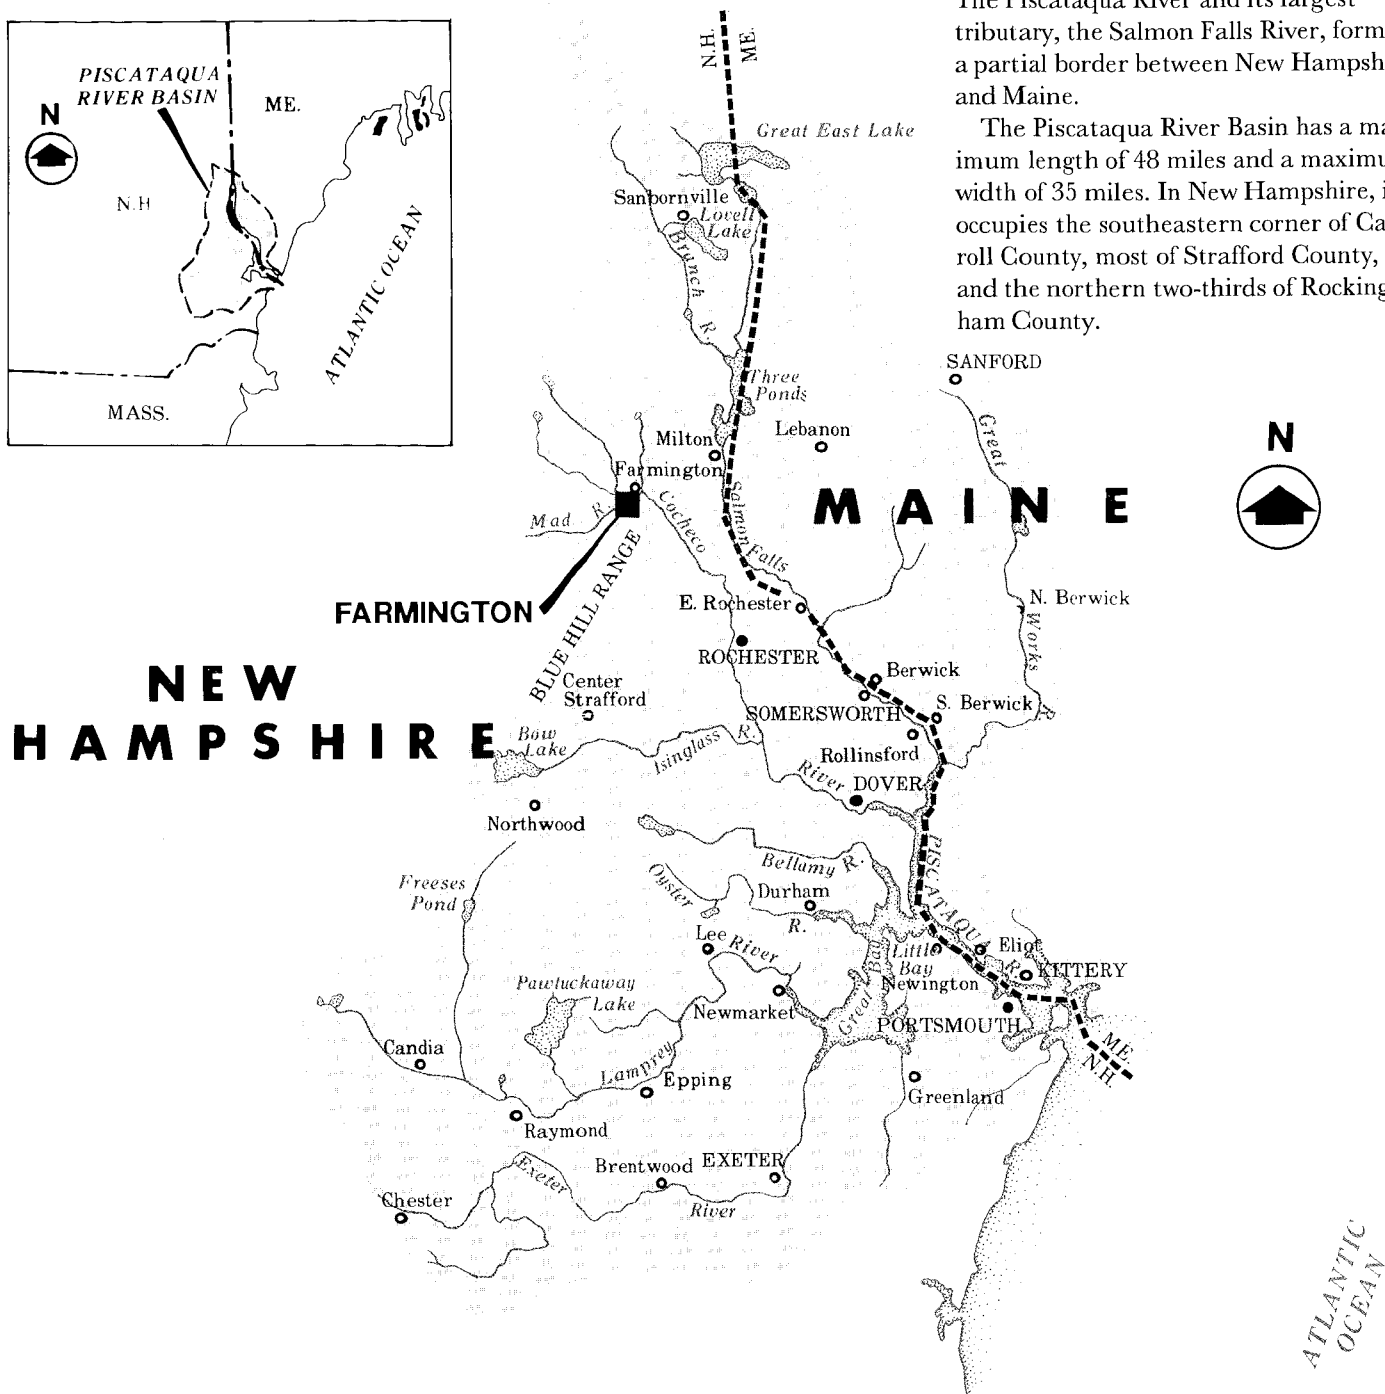 PISCATAQUA
RIVER BASIN
N
ME.
N.H
ATLANTIC OCEAN
MASS.
N.H.
ME.
The Piscataqua River and its largest
tributary, the Salmon Falls River, form
a partial border between New Hampsh
and Maine.
The Piscataqua River Basin has a ma
imum length of 48 miles and a maximu
width of 35 miles. In New Hampshire, i
occupies the southeastern corner of Ca
roll County, most of Strafford County,
and the northern two-thirds of Rocking
ham County.
Great East Lake
Sanbornville
Lovell
Lake
Branch R.
Three
Ponds
SANFORD
Great
Milton
Lebanon
N
Farmington
Mad R.
Cocheco
Salmon Falls
MAINE
FARMINGTON
BLUE HILL RANGE
E. Rochester
N. Berwick
Works
R.
ROCHESTER
NEW
HAMPSHIRE
Center
Strafford
Berwick
SOMERSWORTH
S. Berwick
Bow
Lake
Isinglass R.
Rollinsford
River
DOVER
Northwood
PISCATAQUA
R.
Bellamy R.
Freeses
Pond
Oyster
R.
Durham
Lee
River
Little
Bay
Eliot
KITTERY
Pawtuckaway
Lake
Newington
Newmarket
Great Bay
PORTSMOUTH
ME.
N.H.
Candia
Lamprey
Epping
Greenland
Raymond
Exeter
Brentwood
EXETER
River
Chester
ATLANTIC
OCEAN